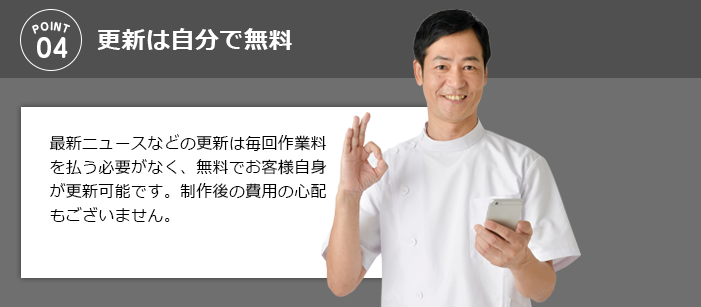 POINT
04
更新は自分で無料
最新ニュースなどの更新は毎回作業料
を払う必要がなく、無料でお客様自身
が更新可能です。制作後の費用の心配
もございません。